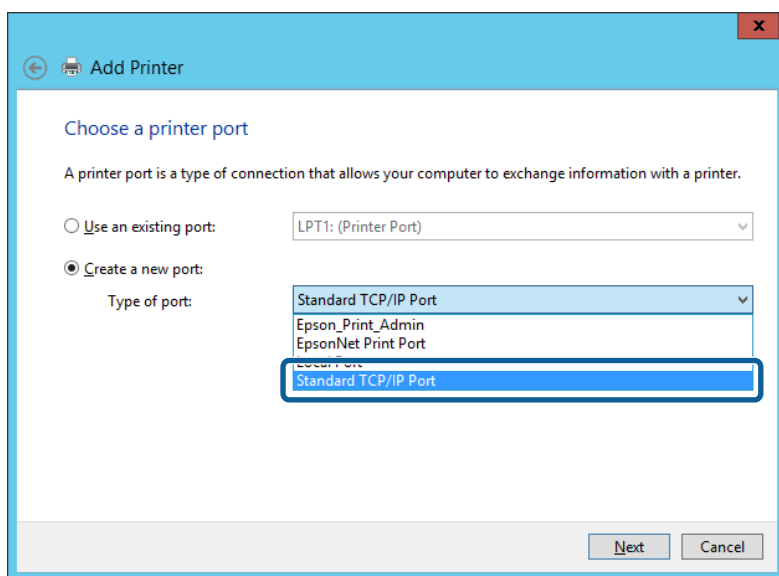 x
Add Printer
Choose a printer port
A printer port is a type of connection that allows your computer to exchange information with a printer.
Use an existing port: LPT1: (Printer Port)
Create a new port:
Type of port: Standard TCP/IP Port
Epson_Print_Admin
EpsonNet Print Port
Local Port
Standard TCP/IP Port
Next Cancel